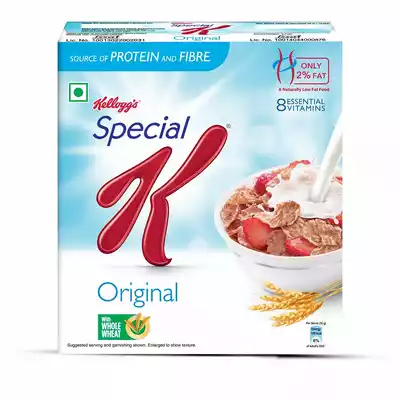 Original
SOURCE OF PROTEIN AND FIBRE
ONLY
2% FAT
A Naturally Low Fat Food
8 ESSENTIAL
VITAMINS
Kellogg's
Special
K
®
Original
With
WHOLE
WHEAT
Suggested serving and garnishing shown. Enlarged to show texture.